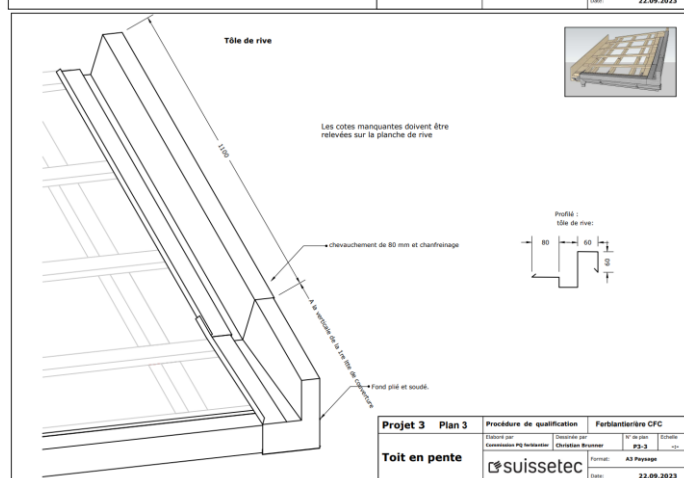 Date:
22.09.2023
Tôle de rive
Les cotes manquantes doivent être
relevées sur la planche de rive
1100
Profilé :
tôle de rive:
80
60
60
chevauchement de 80 mm et chanfreinage
A la verticale de la 1re latte de couverture
Fond plié et soudé.
Projet 3 Plan 3
Procédure de qualification
Ferblantier/ère CFC
Elaboré par
Commission PQ ferblantier
Dessinée par
Christian Brunner
N° de plan
P3-3
Echelle
Toit en pente
suissetec
Format:
A3 Paysage
Date:
22.09.2023